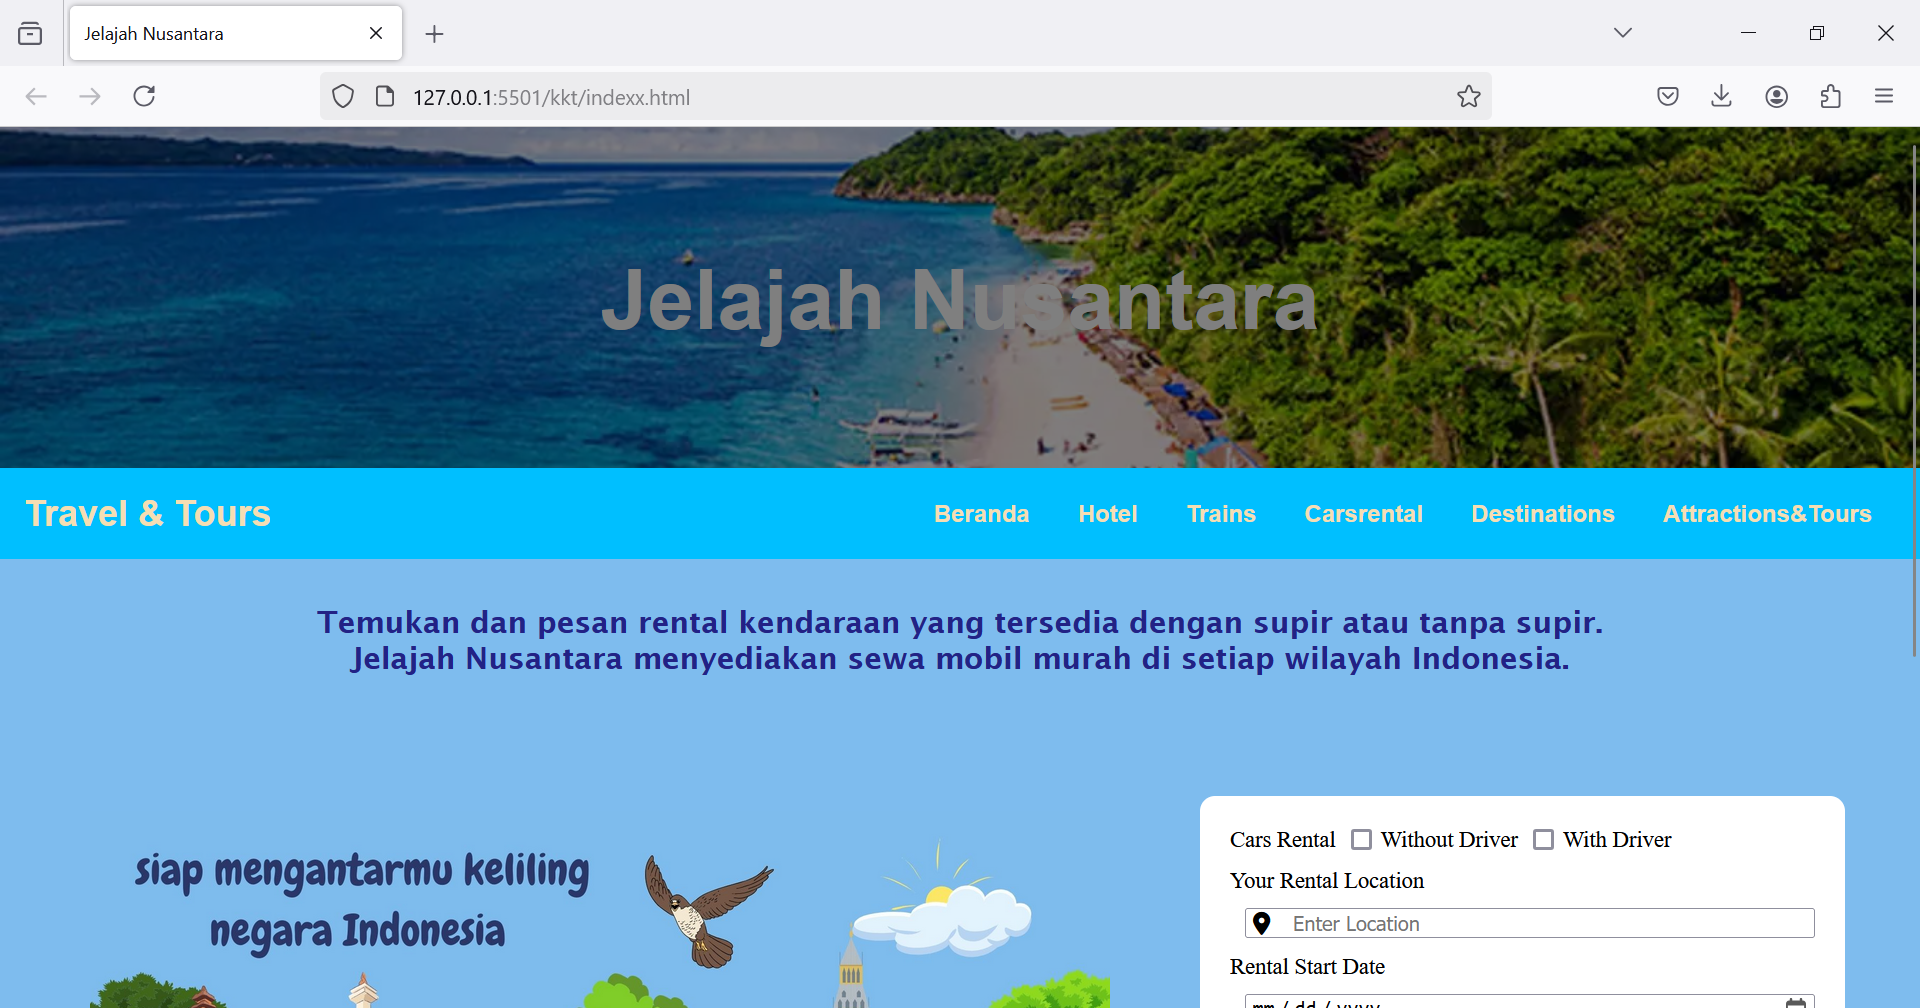 Jelajah Nusantara
127.0.0.1:5501/kkt/indexx.html
Jelajah Nusantara
Travel & Tours
Beranda Hotel Trains Carsrental Destinations Attractions&Tours
Temukan dan pesan rental kendaraan yang tersedia dengan supir atau tanpa supir.
Jelajah Nusantara menyediakan sewa mobil murah di setiap wilayah Indonesia.
siap mengantarmu keliling
negara Indonesia
Cars Rental Without Driver With Driver
Your Rental Location
Enter Location
Rental Start Date
mm / dd / yyyy